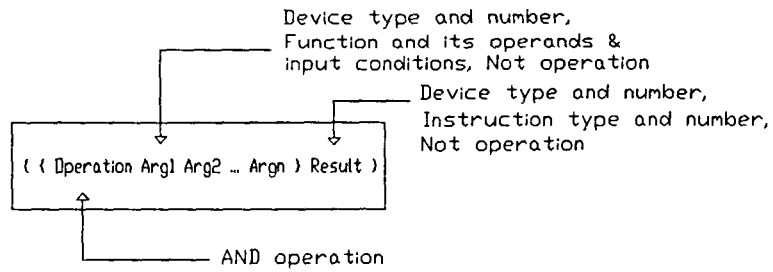 Device type and number,
Function and its operands &
input conditions, Not operation
Device type and number,
Instruction type and number,
Not operation
( ( Operation Arg1 Arg2 ... Argn ) Result )
AND operation